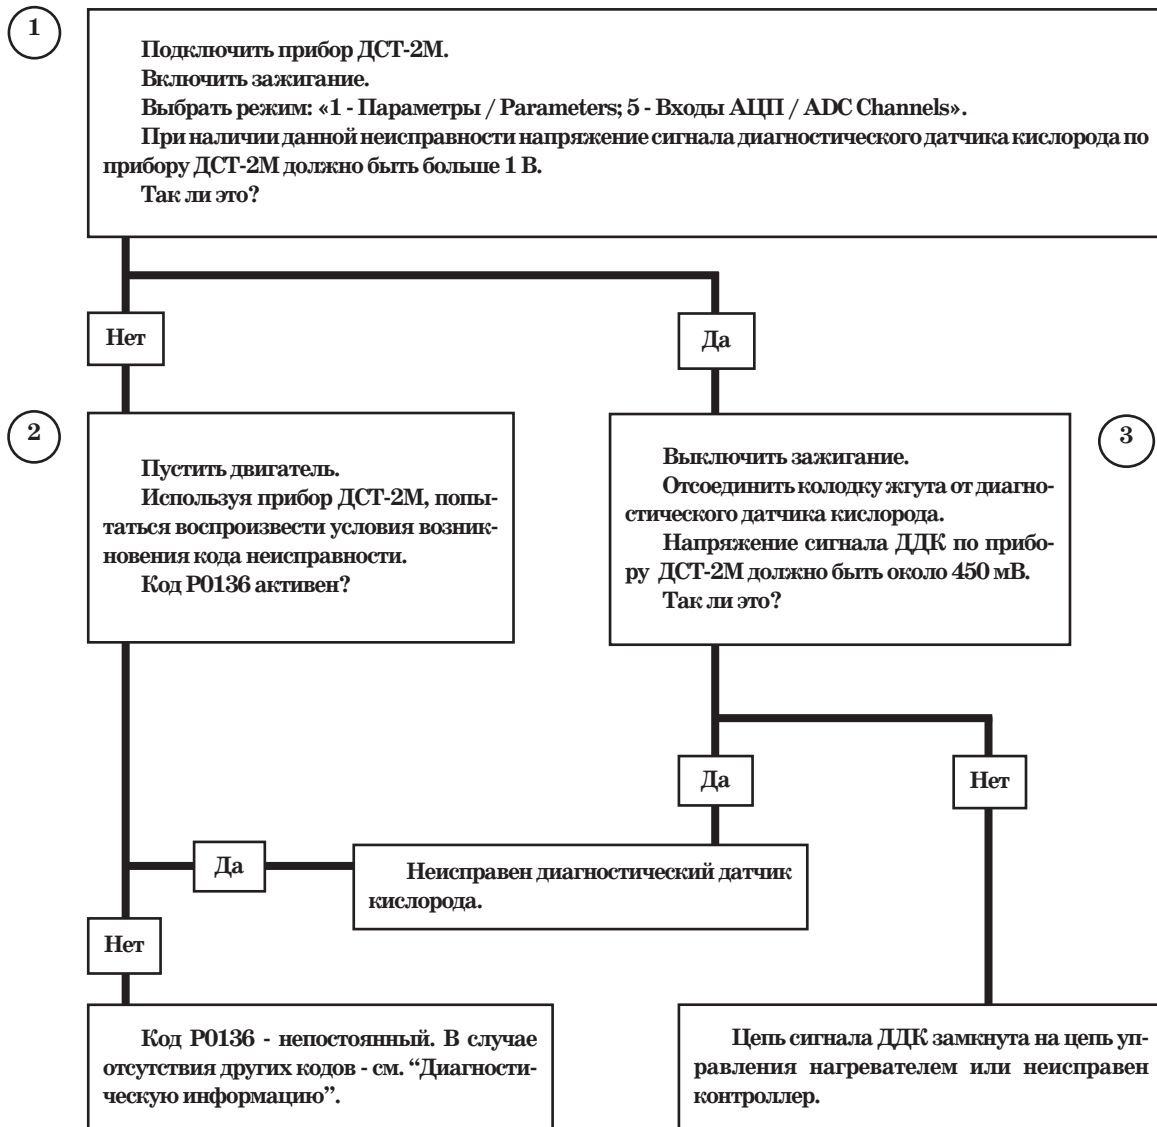 1
Подключить прибор ДСТ-2М.
Включить зажигание.
Выбрать режим: «1 - Параметры / Parameters; 5 - Входы АЦП / ADC Channels».
При наличии данной неисправности напряжение сигнала диагностического датчика кислорода по
прибору ДСТ-2М должно быть больше 1 В.
Так ли это?
Нет
Да
2
Пустить двигатель.
Используя прибор ДСТ-2М, попы-
таться воспроизвести условия возник-
новения кода неисправности.
Код Р0136 активен?
3
Выключить зажигание.
Отсоединить колодку жгута от диагно-
стического датчика кислорода.
Напряжение сигнала ДДК по прибо-
ру ДСТ-2М должно быть около 450 мВ.
Так ли это?
Да
Нет
Да
Неисправен диагностический датчик
кислорода.
Нет
Код Р0136 - непостоянный. В случае
отсутствия других кодов - см. “Диагности-
ческую информацию”.
Цепь сигнала ДДК замкнута на цепь уп-
равления нагревателем или неисправен
контроллер.